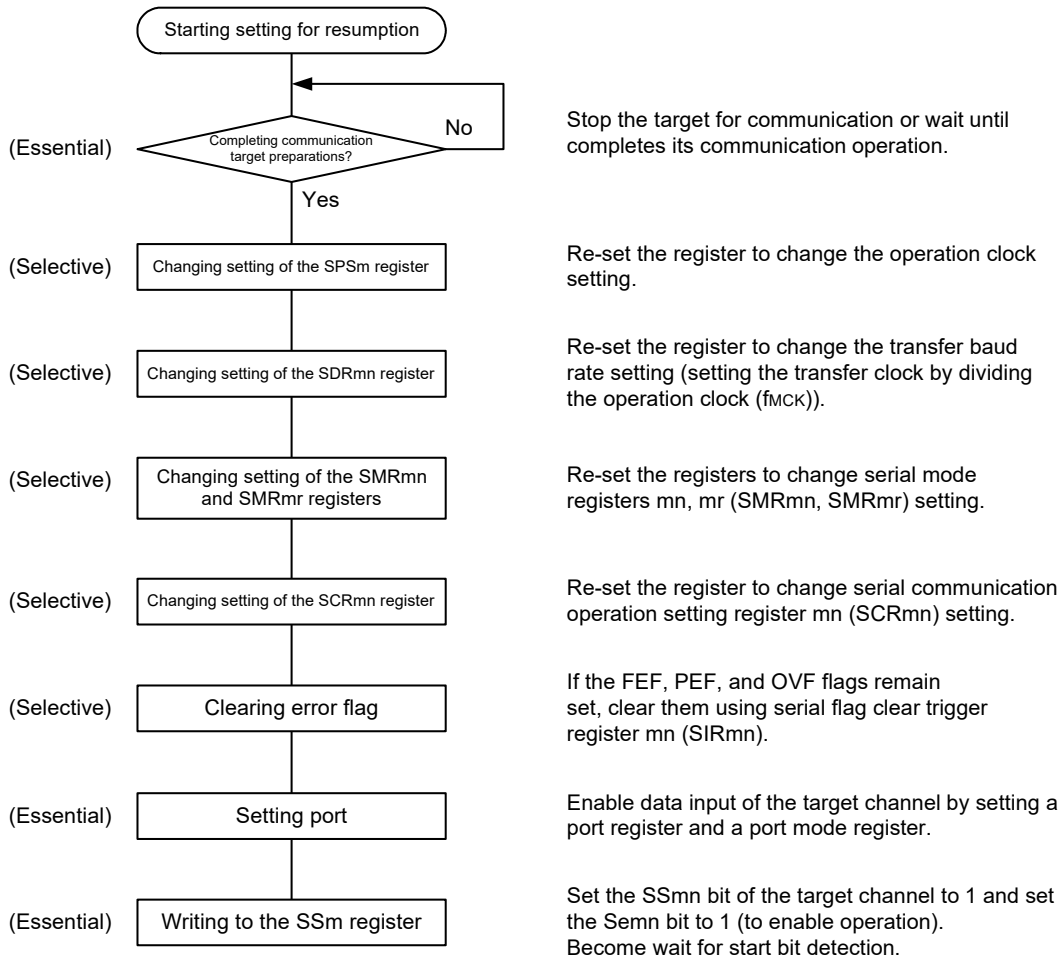 Starting setting for resumption
(Essential)
Completing communication
target preparations?
No
Stop the target for communication or wait until
completes its communication operation.
Yes
(Selective)
Changing setting of the SPSm register
Re-set the register to change the operation clock
setting.
(Selective)
Changing setting of the SDRmn register
Re-set the register to change the transfer baud
rate setting (setting the transfer clock by dividing
the operation clock (fMCK)).
(Selective)
Changing setting of the SMRmn
and SMRmr registers
Re-set the registers to change serial mode
registers mn, mr (SMRmn, SMRmr) setting.
(Selective)
Changing setting of the SCRmn register
Re-set the register to change serial communication
operation setting register mn (SCRmn) setting.
(Selective)
Clearing error flag
If the FEF, PEF, and OVF flags remain
set, clear them using serial flag clear trigger
register mn (SIRmn).
(Essential)
Setting port
Enable data input of the target channel by setting a
port register and a port mode register.
(Essential)
Writing to the SSm register
Set the SSmn bit of the target channel to 1 and set
the Semn bit to 1 (to enable operation).
Become wait for start bit detection.